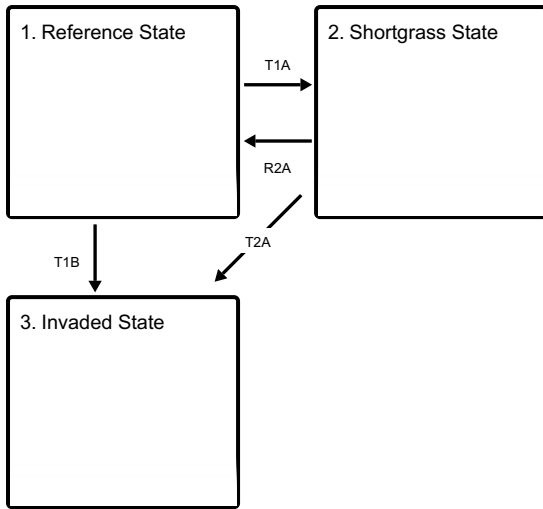 1. Reference State
2. Shortgrass State
T1A
R2A
T2A
T1B
3. Invaded State